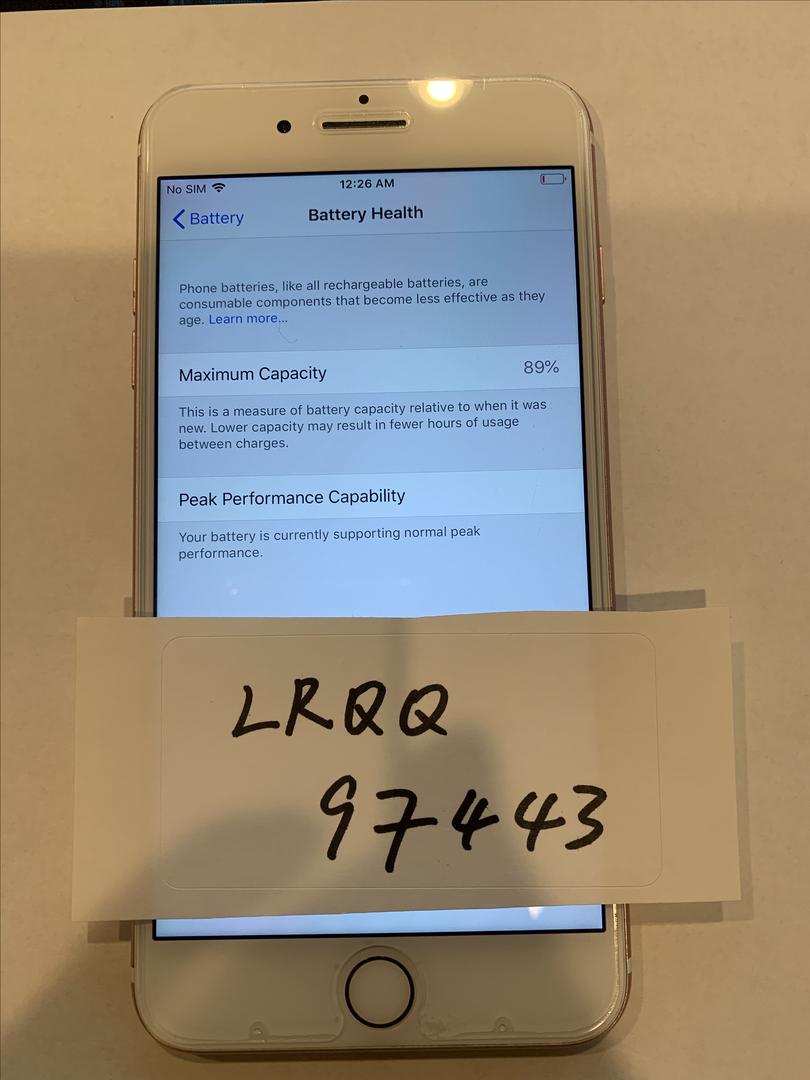 No SIM 12:26 AM
Battery Battery Health
Phone batteries, like all rechargeable batteries, are
consumable components that become less effective as they
age. Learn more...
Maximum Capacity 89%
This is a measure of battery capacity relative to when it was
new. Lower capacity may result in fewer hours of usage
between charges.
Peak Performance Capability
Your battery is currently supporting normal peak
performance.
LRQQ
97443